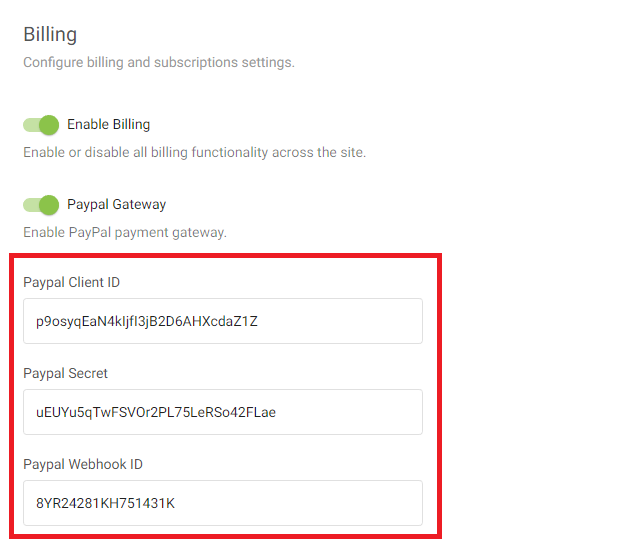 Billing
Configure billing and subscriptions settings.
Enable Billing
Enable or disable all billing functionality across the site.
Paypal Gateway
Enable PayPal payment gateway.
Paypal Client ID
p9osyqEaN4kIjfI3jB2D6AHXcdaZ1Z
Paypal Secret
uEUYu5qTwFSVOr2PL75LeRSo42FLae
Paypal Webhook ID
8YR24281KH751431K